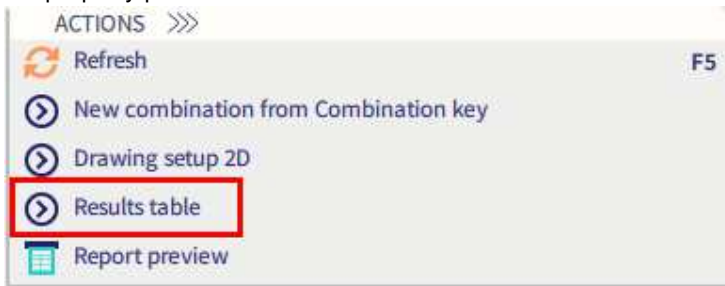 ACTIONS >>>
Refresh F5
New combination from Combination key
Drawing setup 2D
Results table
Report preview